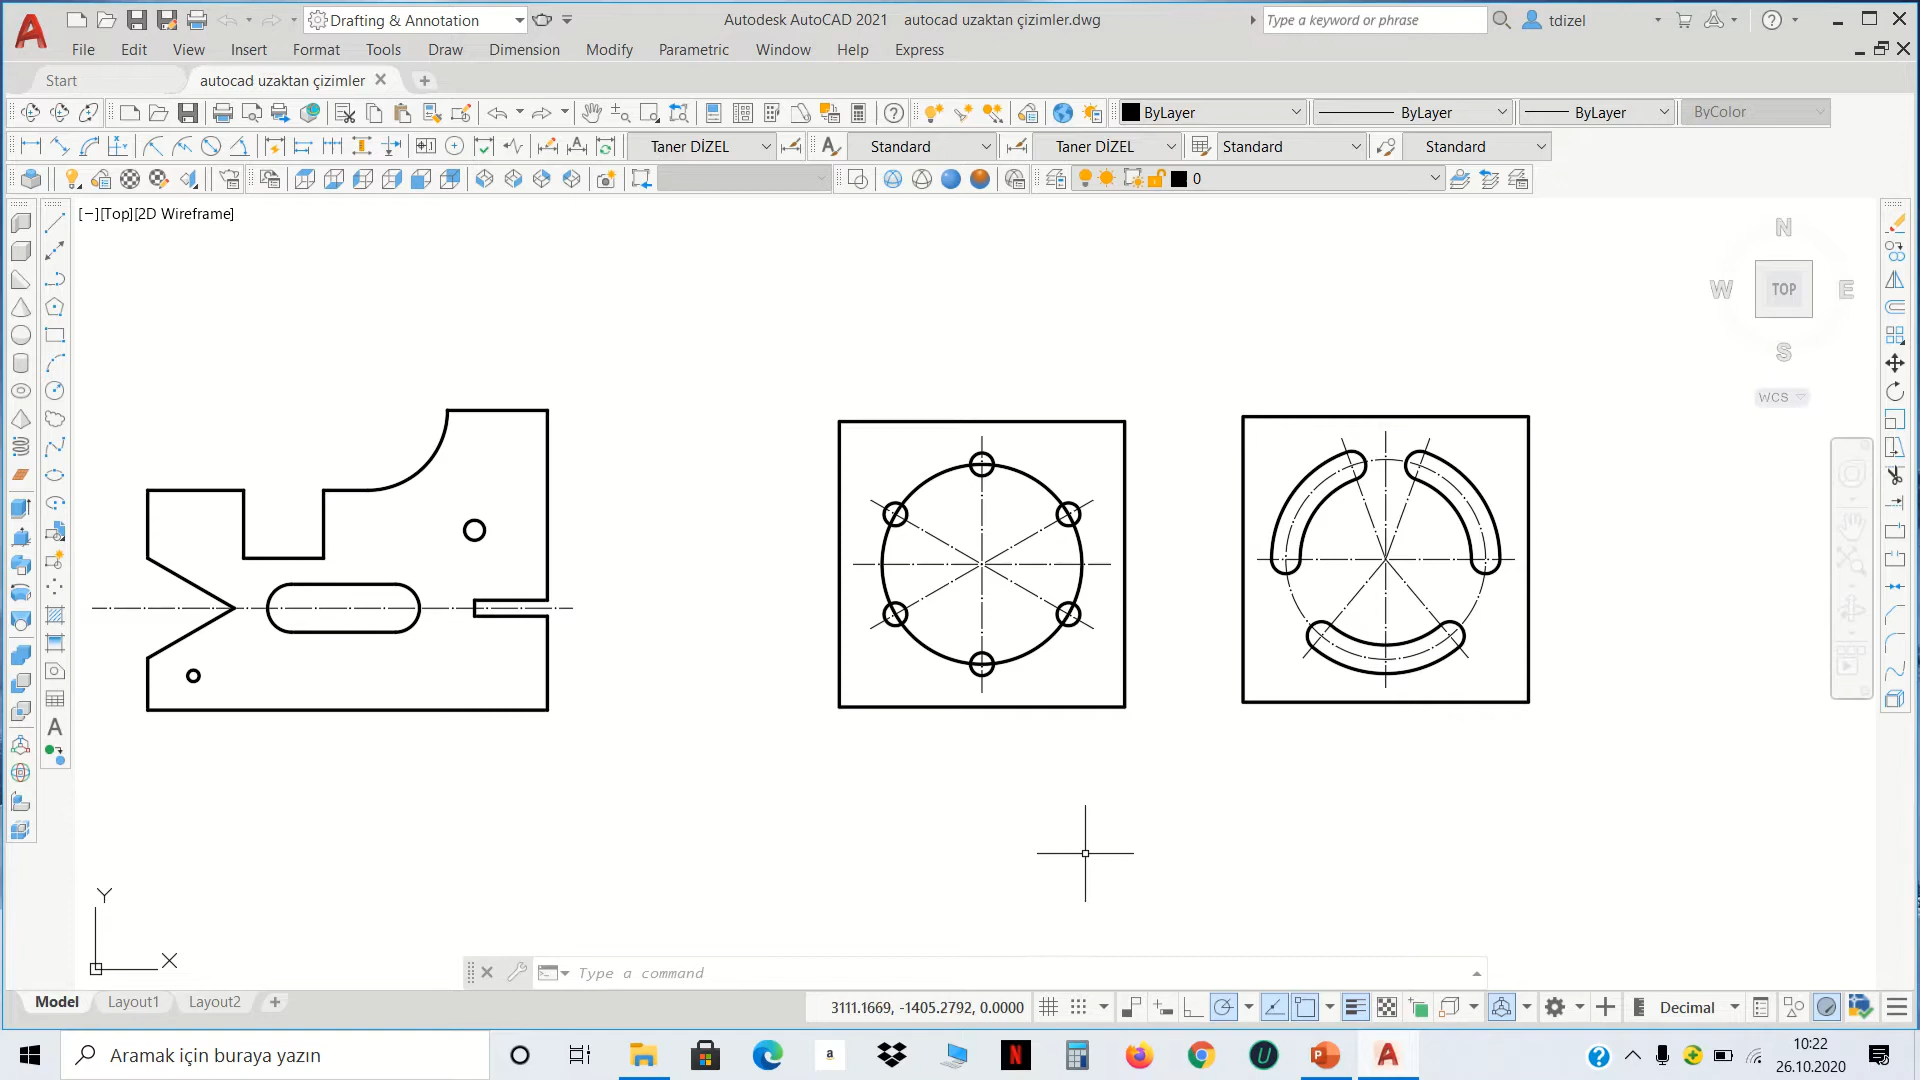 Drafting & Annotation
Autodesk AutoCAD 2021 autocad uzaktan çizimler.dwg
Type a keyword or phrase
tdizel
File Edit View Insert Format Tools Draw Dimension Modify Parametric Window Help Express
Start
autocad uzaktan çizimler
ByLayer
ByLayer
ByLayer
ByColor
Taner DİZEL
Standard
Taner DİZEL
Standard
Standard
0
[−][Top][2D Wireframe]
N
W
TOP
E
S
WCS
A
Y
X
Type a command
Model
Layout1
Layout2
3111.1669, -1405.2792, 0.0000
Decimal
Aramak için buraya yazın
a
N
U
A
10:22
26.10.2020